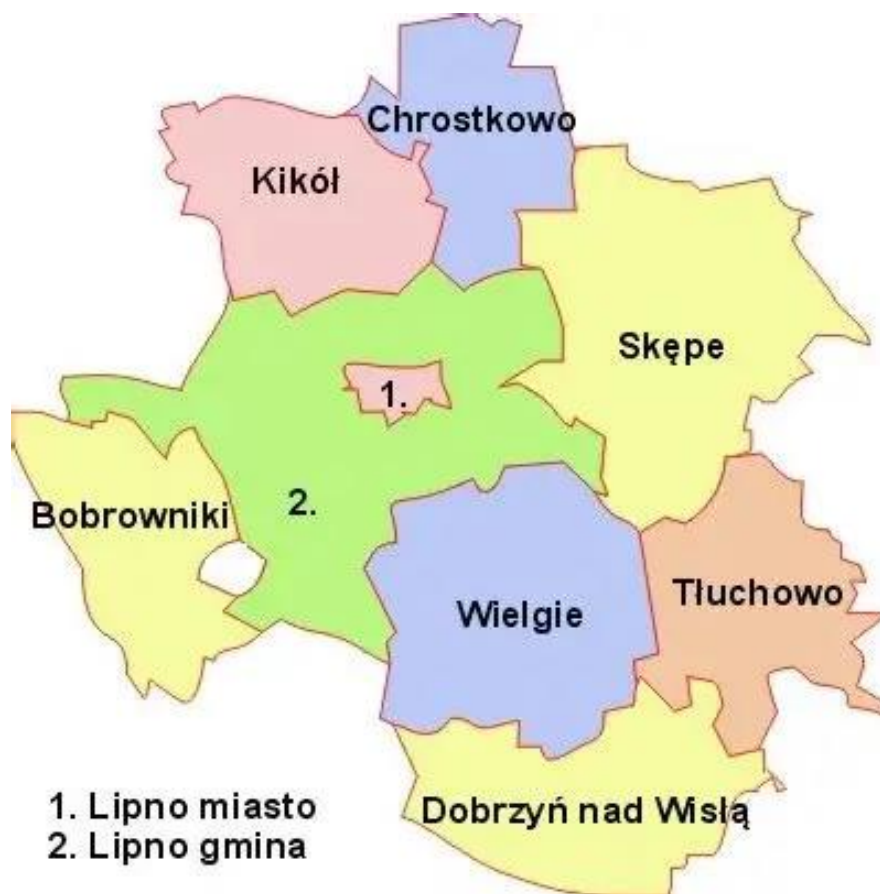 Chrostkowo
Kikół
Skępe
1.
2.
Bobrowniki
Tłuchowo
Wielgie
1. Lipno miasto
2. Lipno gmina
Dobrzyń nad Wisłą